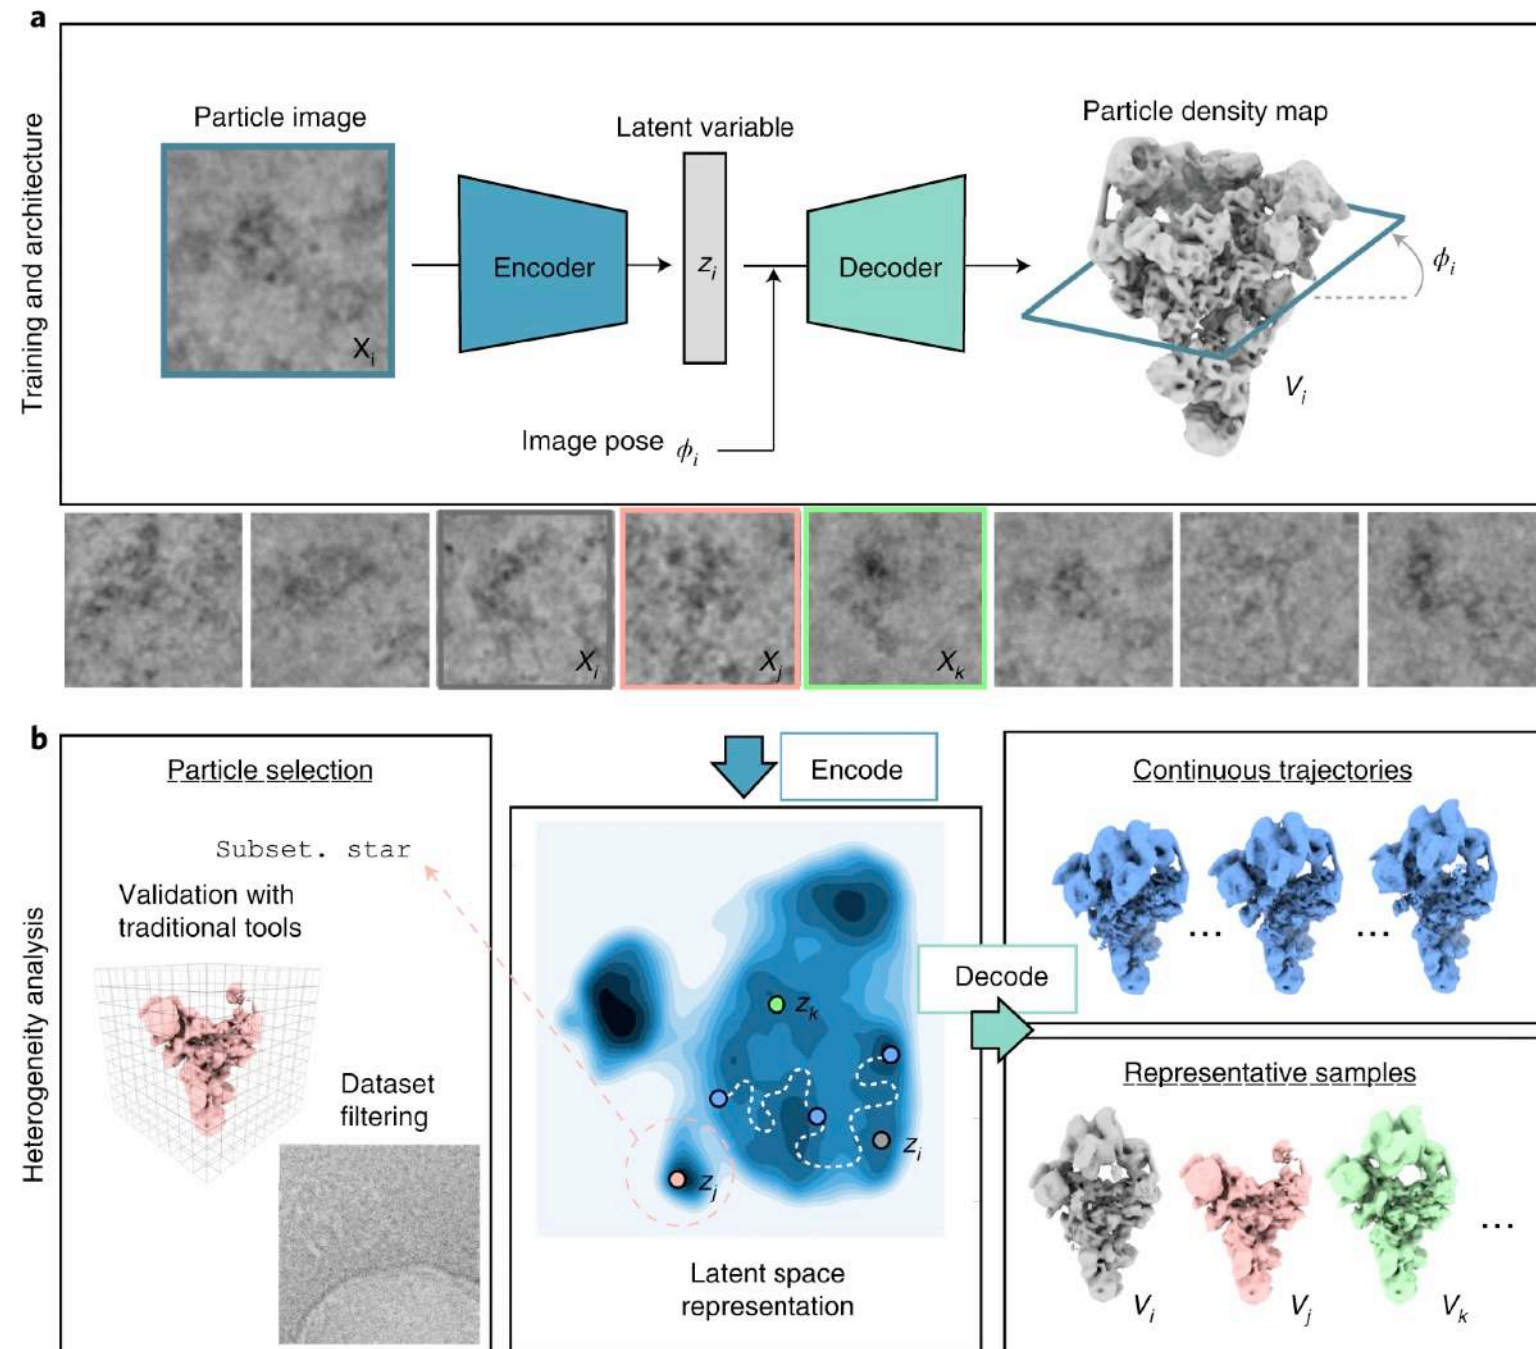 a
Training and architecture
Particle image
X_i
Encoder
Latent variable
z_i
Image pose ϕ_i
Decoder
Particle density map
ϕ_i
V_i
X_i
X_j
X_k
b
Heterogeneity analysis
Particle selection
Subset. star
Validation with
traditional tools
Dataset
filtering
Encode
z_k
z_i
z_j
Latent space
representation
Decode
Continuous trajectories
...
...
Representative samples
V_i
V_j
V_k
...